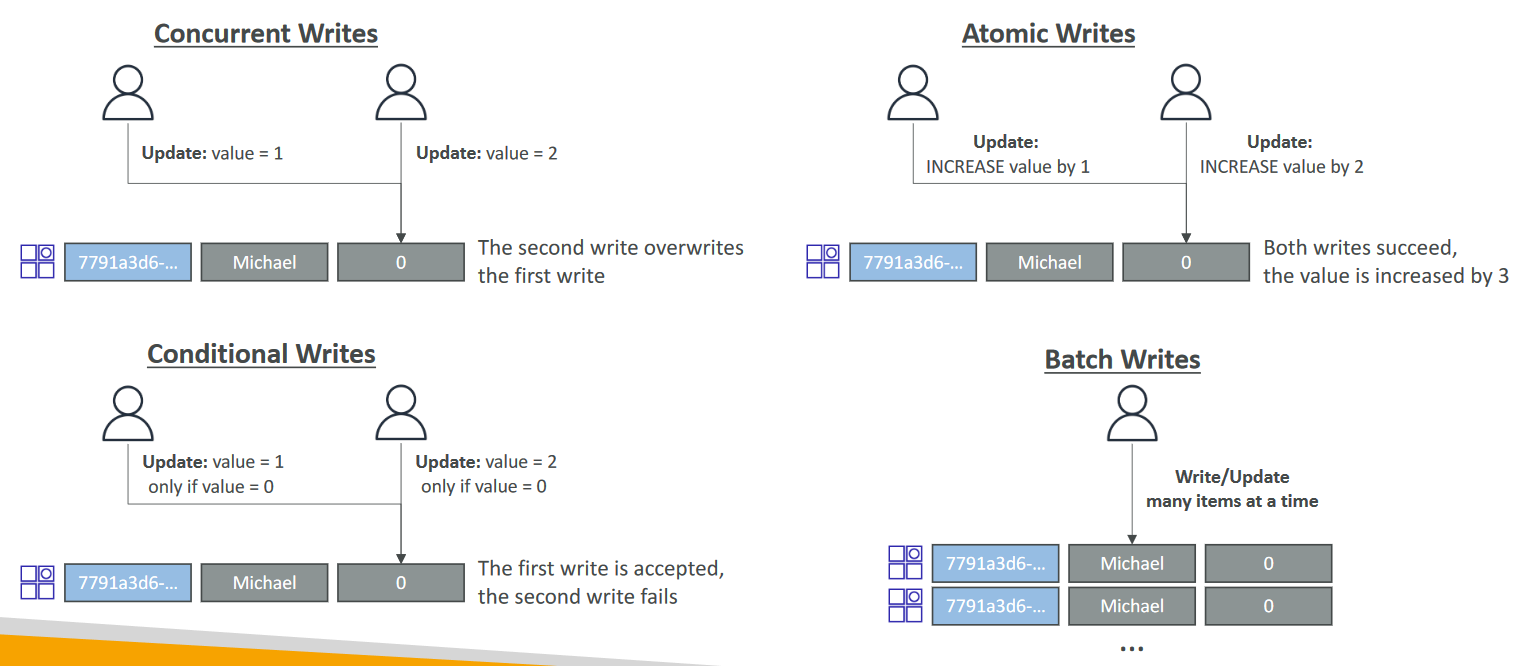 Concurrent Writes
Update: value = 1
Update: value = 2
7791a3d6-...
Michael
0
The second write overwrites
the first write
Atomic Writes
Update:
INCREASE value by 1
Update:
INCREASE value by 2
7791a3d6-...
Michael
0
Both writes succeed,
the value is increased by 3
Conditional Writes
Update: value = 1
only if value = 0
Update: value = 2
only if value = 0
7791a3d6-...
Michael
0
The first write is accepted,
the second write fails
Batch Writes
Write/Update
many items at a time
7791a3d6-...
Michael
0
7791a3d6-...
Michael
0
...